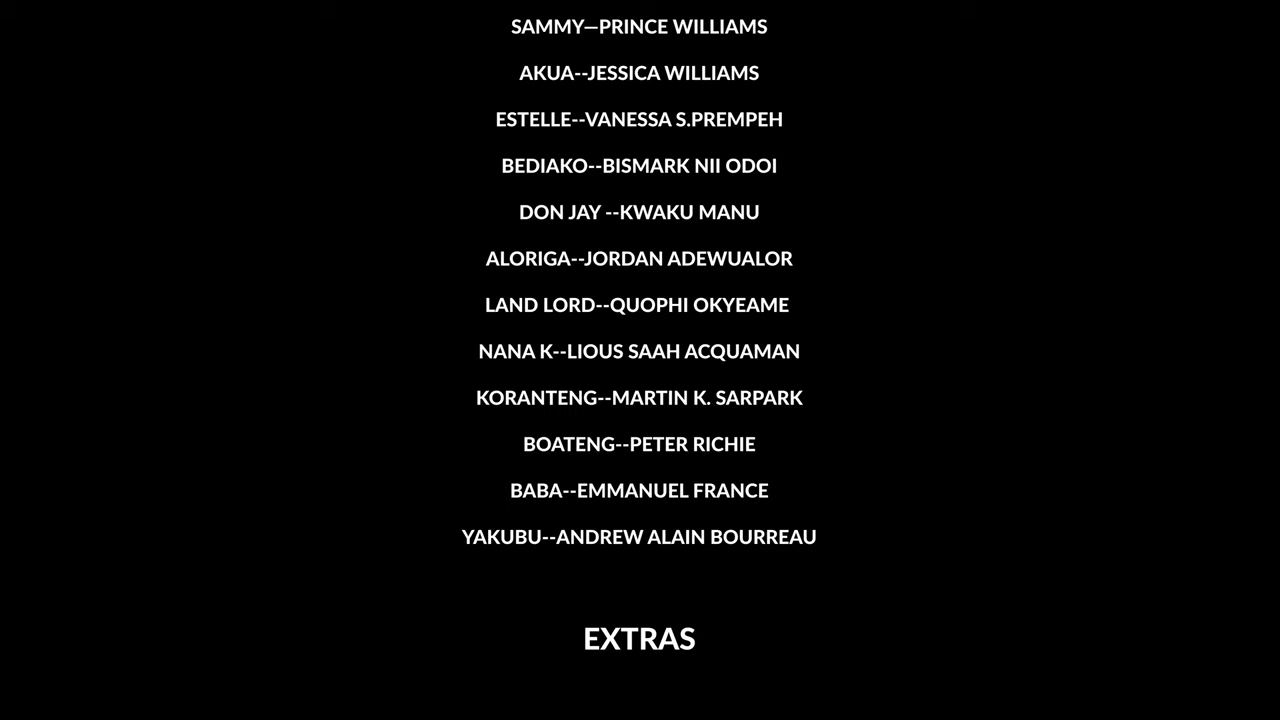 SAMMY—PRINCE WILLIAMS
AKUA--JESSICA WILLIAMS
ESTELLE--VANESSA S.PREMPEH
BEDIAKO--BISMARK NII ODOI
DON JAY --KWAKU MANU
ALORIGA--JORDAN ADEWUALOR
LAND LORD--QUOPHI OKYEAME
NANA K--LIOUS SAAH ACQUAMAN
KORANTENG--MARTIN K. SARPARK
BOATENG--PETER RICHIE
BABA--EMMANUEL FRANCE
YAKUBU--ANDREW ALAIN BOURREAU
EXTRAS